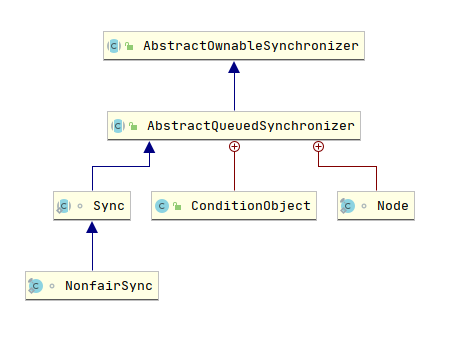 AbstractOwnableSynchronizer
AbstractQueuedSynchronizer
Sync
ConditionObject
Node
NonfairSync